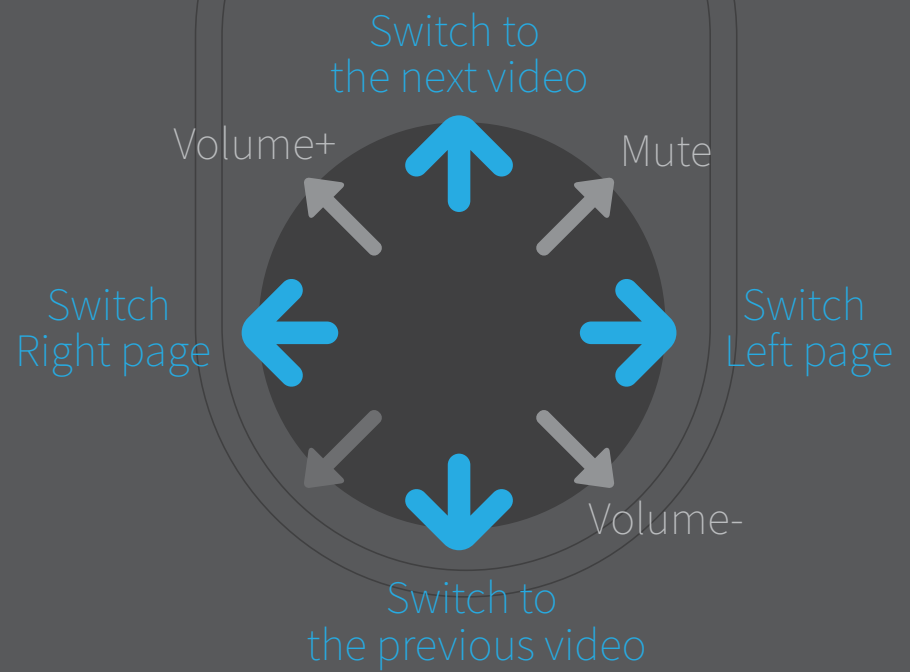 Switch to
the next video
Volume+
Mute
Switch
Right page
Switch
Left page
Volume-
Switch to
the previous video